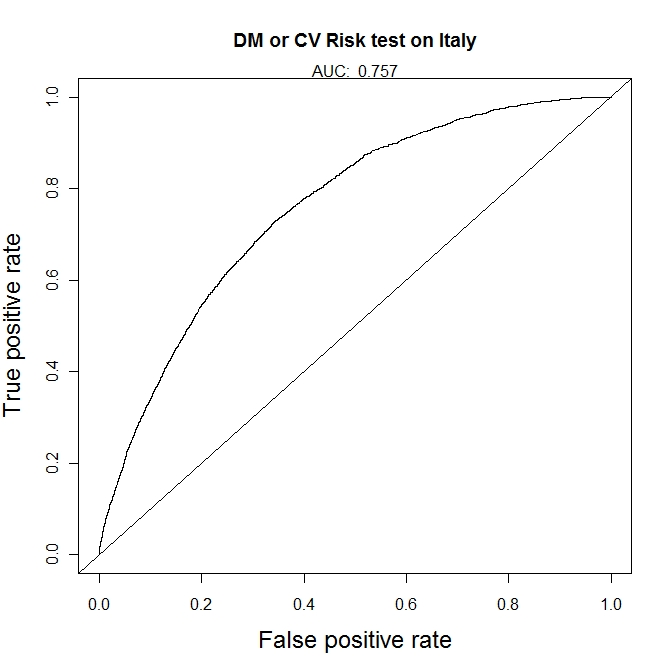 DM or CV Risk test on Italy
AUC: 0.757
True positive rate
1.0
0.8
0.6
0.4
0.2
0.0
0.0 0.2 0.4 0.6 0.8 1.0
False positive rate